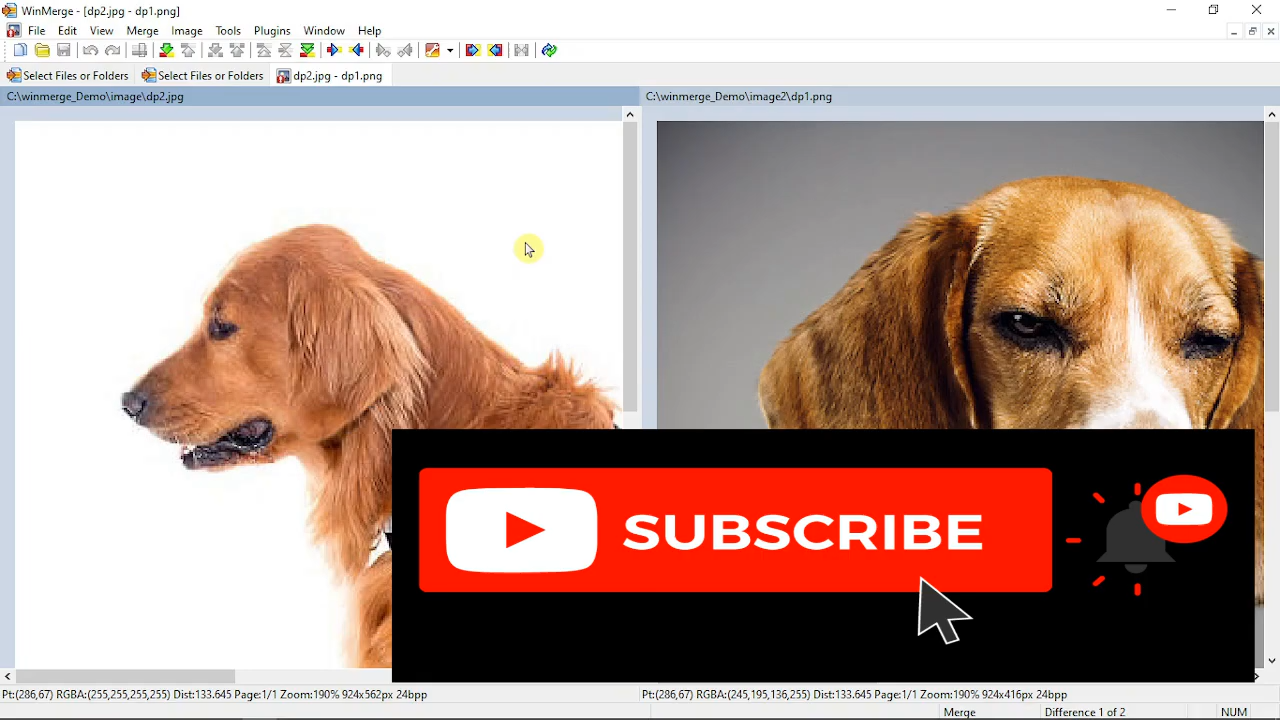 WinMerge - [dp2.jpg - dp1.png]
File Edit View Merge Image Tools Plugins Window Help
Select Files or Folders Select Files or Folders dp2.jpg - dp1.png
C:\winmerge_Demo\image\dp2.jpg C:\winmerge_Demo\image2\dp1.png
SUBSCRIBE
Pt:(286,67) RGBA:(255,255,255,255) Dist:133.645 Page:1/1 Zoom:190% 924x562px 24bpp Pt:(286,67) RGBA:(245,195,136,255) Dist:133.645 Page:1/1 Zoom:190% 924x416px 24bpp
Merge Difference 1 of 2 NUM